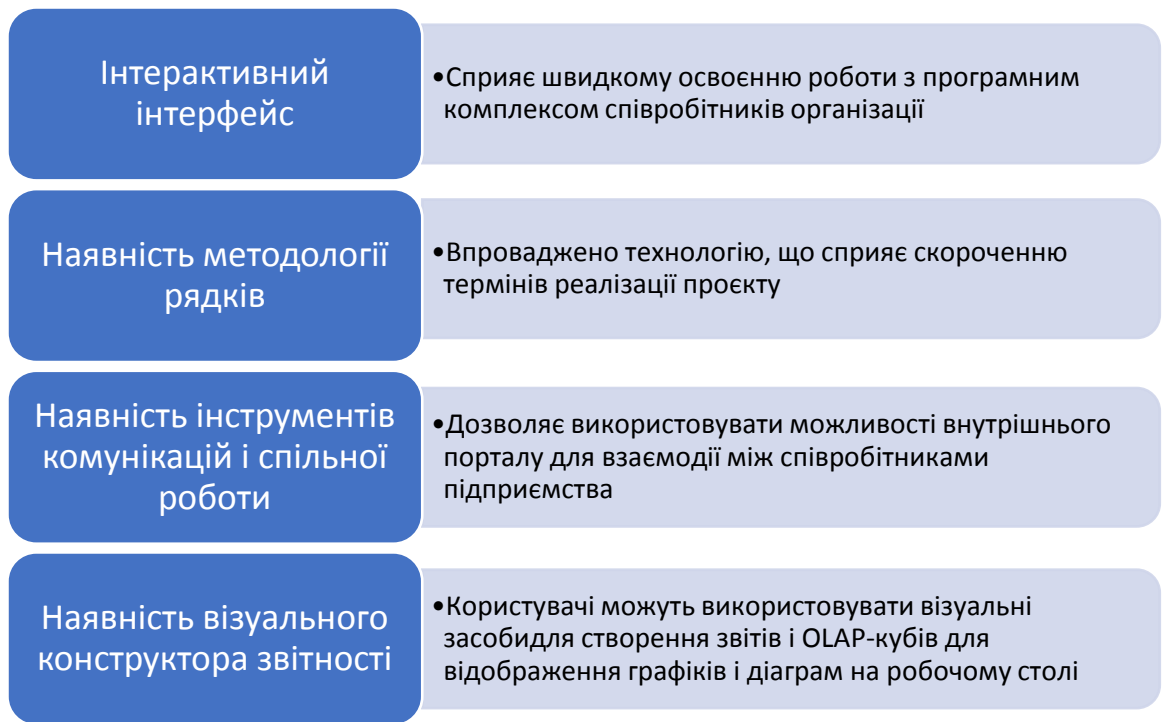 Інтерактивний
інтерфейс
•Сприяє швидкому освоєнню роботи з програмним
комплексом співробітників організації
Наявність методології
рядків
•Впроваджено технологію, що сприяє скороченню
термінів реалізації проєкту
Наявність інструментів
комунікацій і спільної
роботи
•Дозволяє використовувати можливості внутрішнього
порталу для взаємодії між співробітниками
підприємства
Наявність візуального
конструктора звітності
•Користувачі можуть використовувати візуальні
засобидля створення звітів і OLAP-кубів для
відображення графіків і діаграм на робочому столі